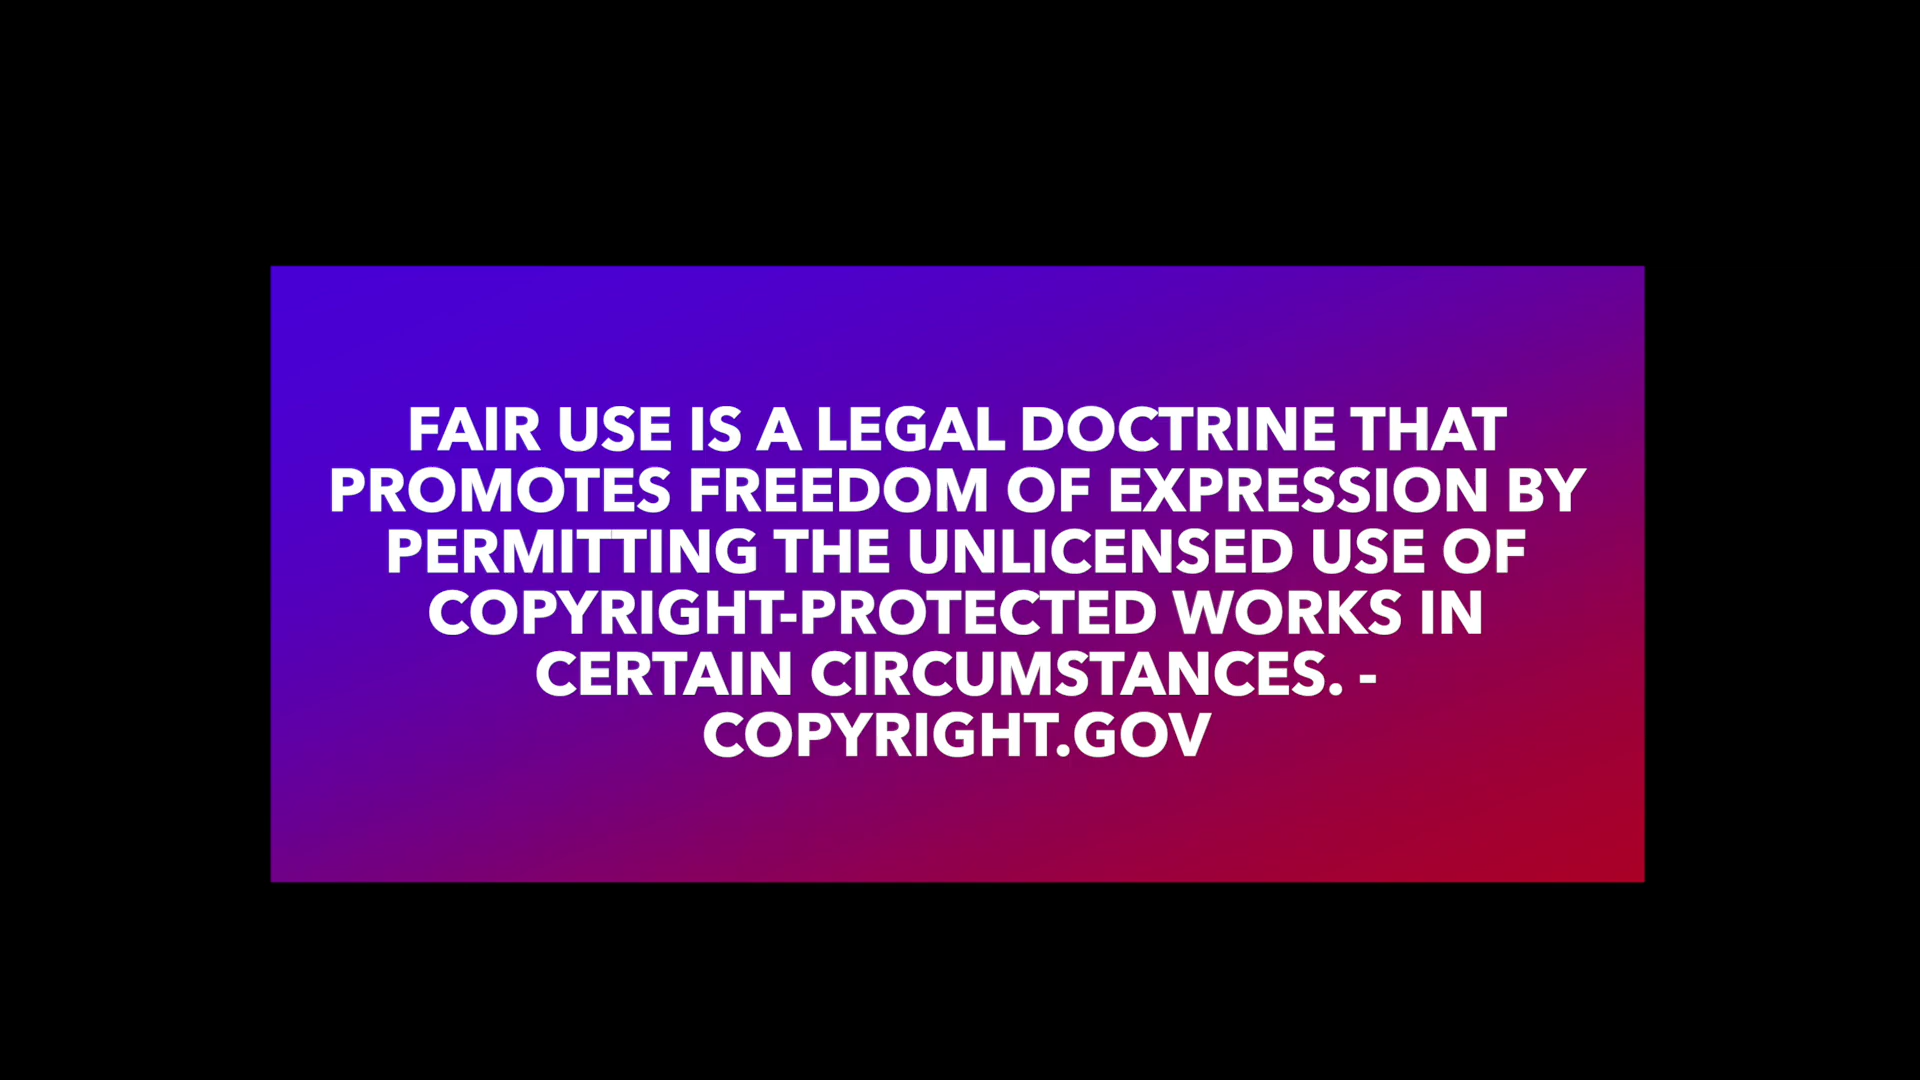 FAIR USE IS A LEGAL DOCTRINE THAT
PROMOTES FREEDOM OF EXPRESSION BY
PERMITTING THE UNLICENSED USE OF
COPYRIGHT-PROTECTED WORKS IN
CERTAIN CIRCUMSTANCES. -
COPYRIGHT.GOV